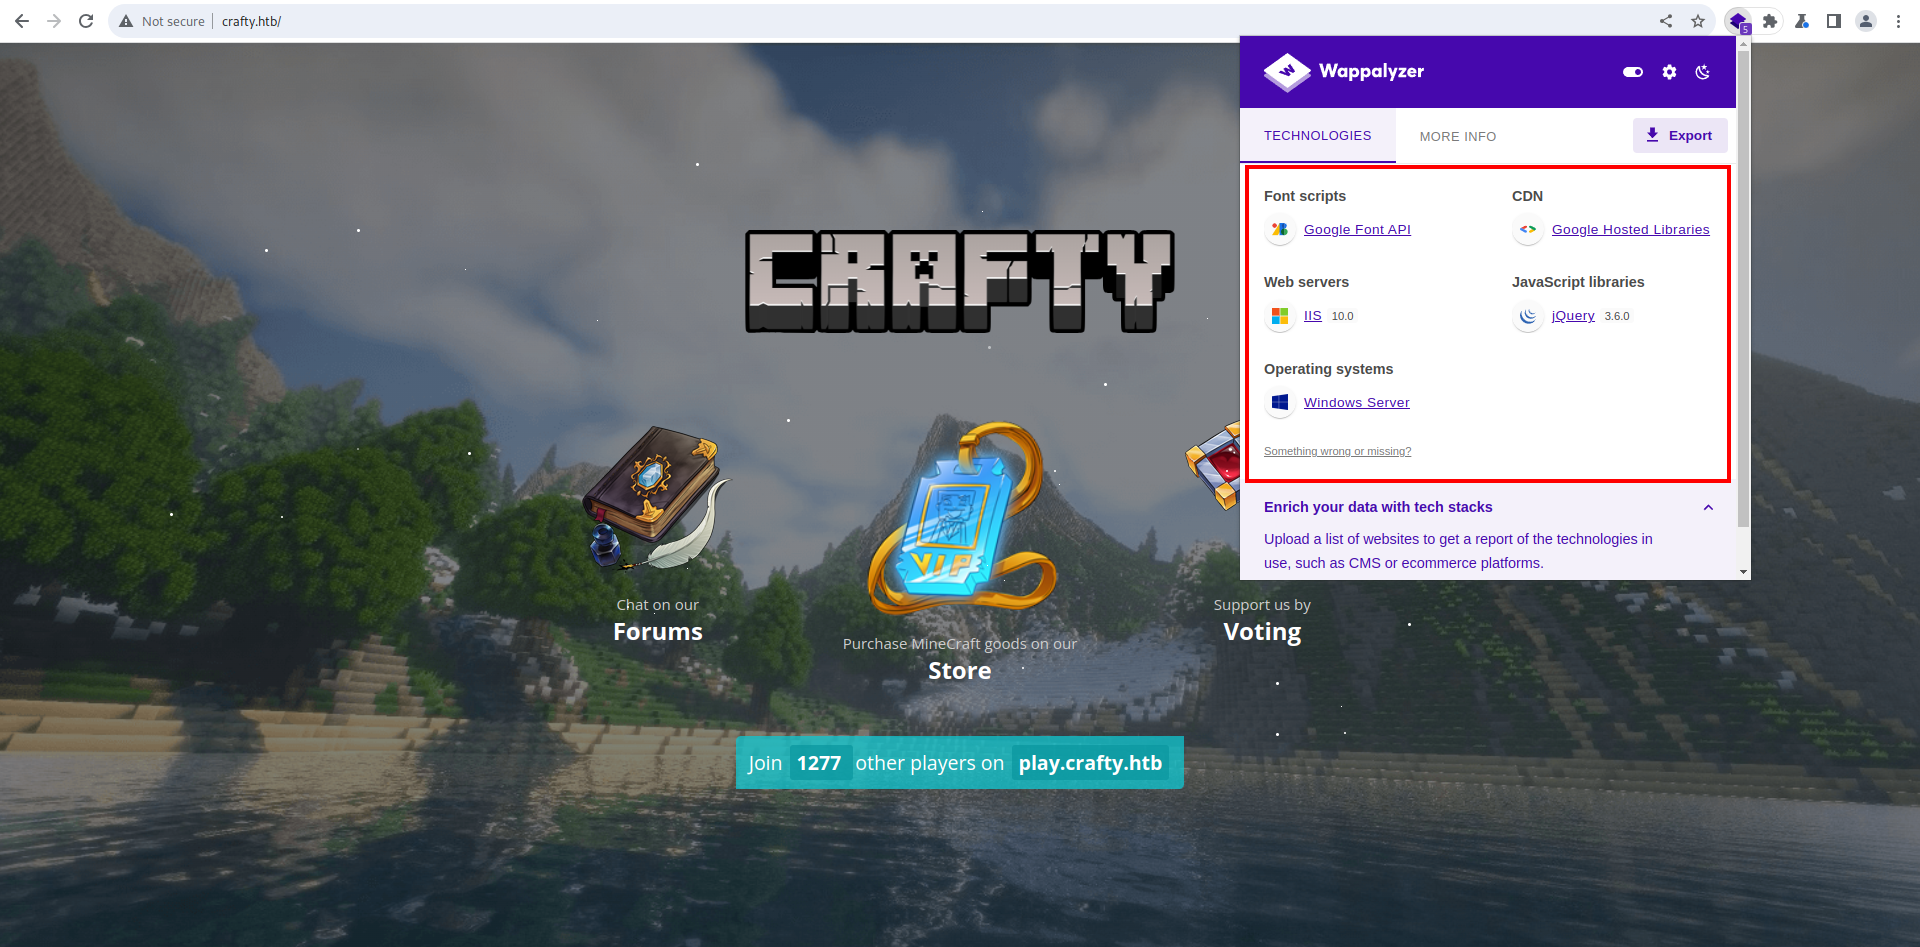 Not secure crafty.htb/
5
W Wappalyzer
TECHNOLOGIES MORE INFO Export
Font scripts CDN
Google Font API Google Hosted Libraries
Web servers JavaScript libraries
IIS 10.0 jQuery 3.6.0
Operating systems
Windows Server
Something wrong or missing?
Enrich your data with tech stacks
Upload a list of websites to get a report of the technologies in
use, such as CMS or ecommerce platforms.
CRAFTY
VIP
Chat on our
Forums
Purchase MineCraft goods on our
Store
Support us by
Voting
Join 1277 other players on play.crafty.htb